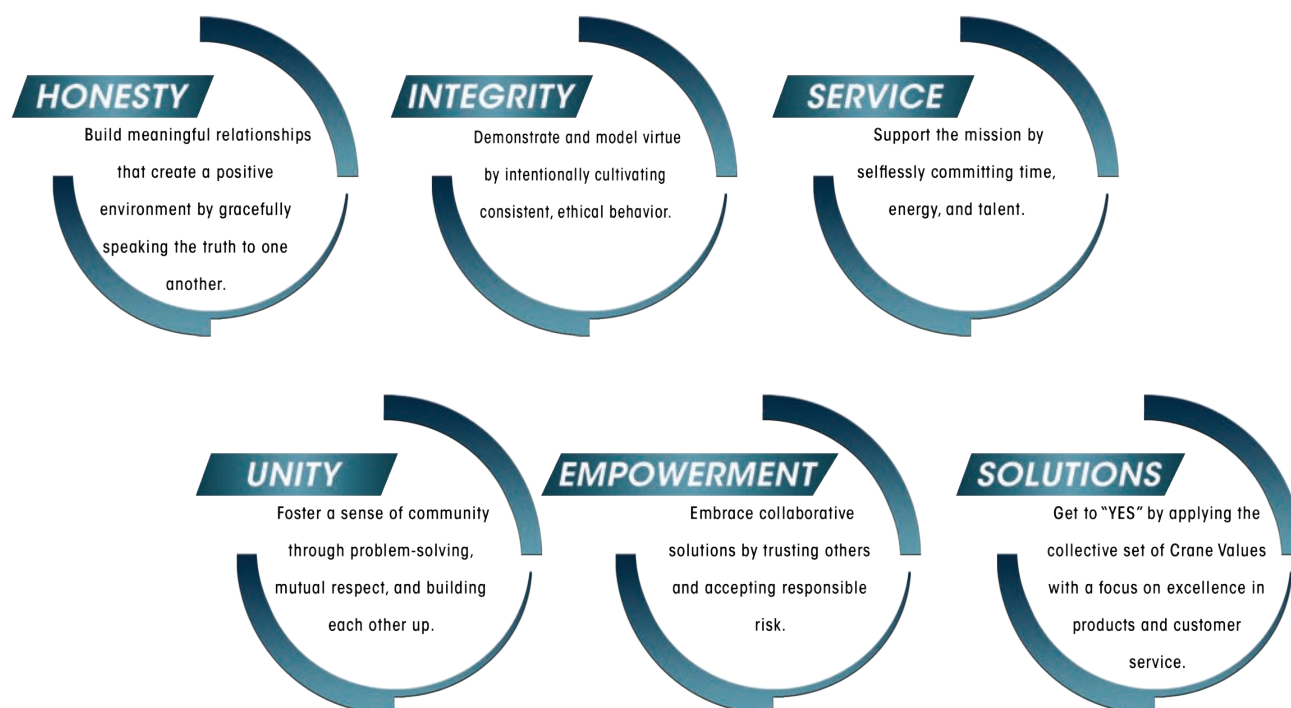 HONESTY
Build meaningful relationships
that create a positive
environment by gracefully
speaking the truth to one
another.
INTEGRITY
Demonstrate and model virtue
by intentionally cultivating
consistent, ethical behavior.
SERVICE
Support the mission by
selflessly committing time,
energy, and talent.
UNITY
Foster a sense of community
through problem-solving,
mutual respect, and building
each other up.
EMPOWERMENT
Embrace collaborative
solutions by trusting others
and accepting responsible
risk.
SOLUTIONS
Get to "YES" by applying the
collective set of Crane Values
with a focus on excellence in
products and customer
service.